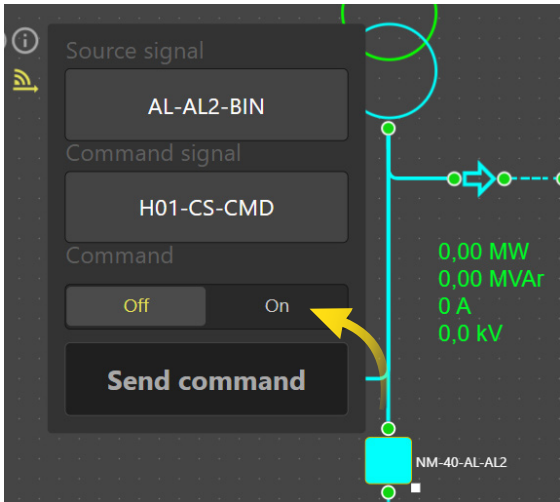 Source signal
AL-AL2-BIN
Command signal
H01-CS-CMD
Command
Off
On
Send command
0,00 MW
0,00 MVAr
0 A
0,0 kV
NM-40-AL-AL2